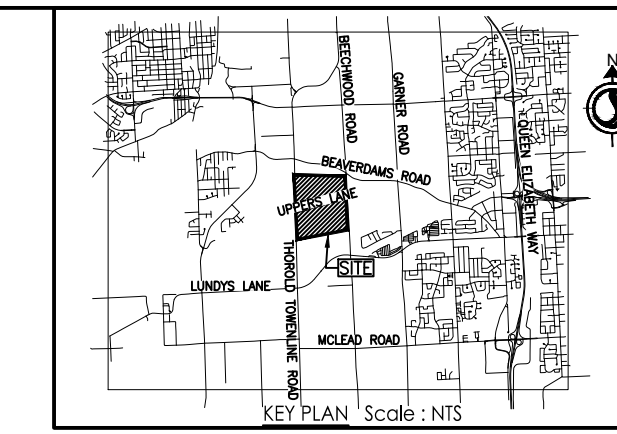 N
BEECHWOOD ROAD
GARNER ROAD
QUEEN ELIZABETH WAY
BEAVERDAMS ROAD
UPPERS LANE
SITE
THOROLD TOWENLINE ROAD
LUNDYS LANE
MCLEAD ROAD
KEY PLAN Scale : NTS